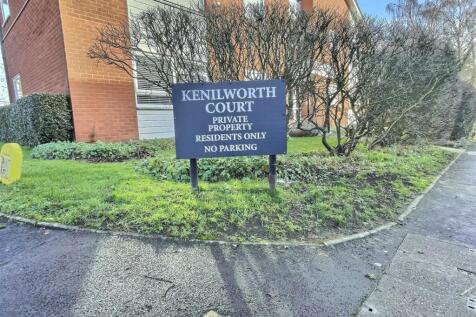 KENILWORTH
COURT
PRIVATE
PROPERTY
RESIDENTS ONLY
NO PARKING